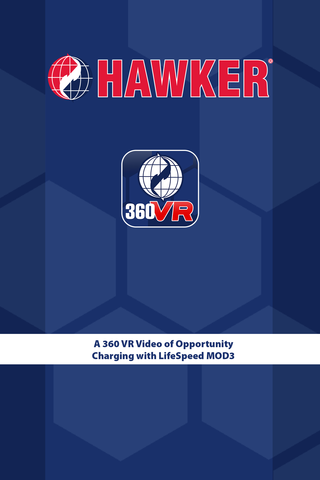 HAWKER®
360VR
A 360 VR Video of Opportunity
Charging with LifeSpeed MOD3